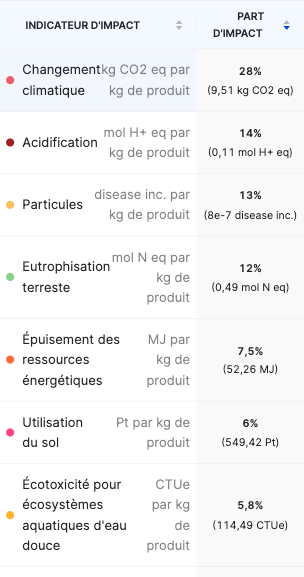 INDICATEUR D'IMPACT
PART
D'IMPACT
Changement kg CO2 eq par
climatique kg de produit
28%
(9,51 kg CO2 eq)
Acidification mol H+ eq par
kg de produit
14%
(0,11 mol H+ eq)
Particules disease inc. par
kg de produit
13%
(8e-7 disease inc.)
Eutrophisation mol N eq par
terreste kg de
produit
12%
(0,49 mol N eq)
Épuisement des MJ par
ressources kg de
énergétiques produit
7,5%
(52,26 MJ)
Utilisation Pt par kg de
du sol produit
6%
(549,42 Pt)
Écotoxicité pour CTUe
écosystèmes par kg
aquatiques d'eau de
douce produit
5,8%
(114,49 CTUe)